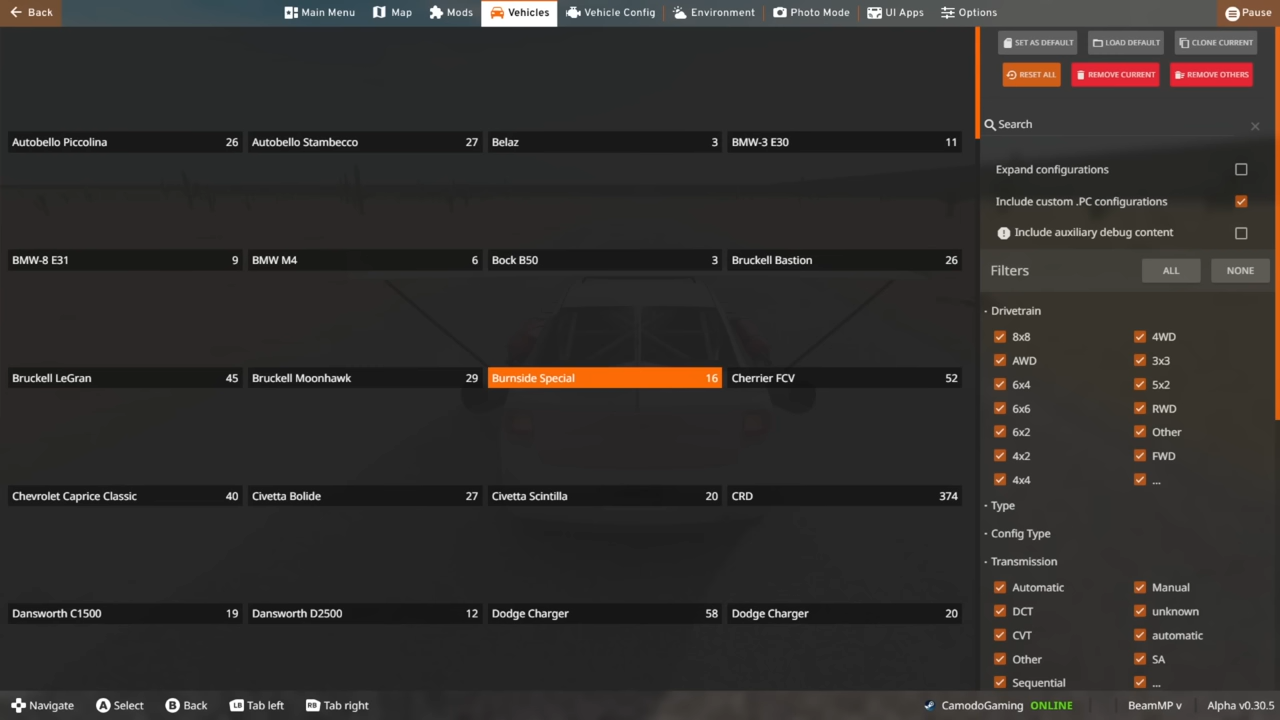 Back Main Menu Map Mods Vehicles Vehicle Config Environment Photo Mode UI Apps Options Pause
SET AS DEFAULT LOAD DEFAULT CLONE CURRENT
RESET ALL REMOVE CURRENT REMOVE OTHERS
Search
Autobello Piccolina 26 Autobello Stambecco 27 Belaz 3 BMW-3 E30 11
Expand configurations
Include custom .PC configurations
Include auxiliary debug content
BMW-8 E31 9 BMW M4 6 Bock B50 3 Bruckell Bastion 26
Filters ALL NONE
Drivetrain
8x8 4WD
AWD 3x3
Bruckell LeGran 45 Bruckell Moonhawk 29 Burnside Special 16 Cherrier FCV 52
6x4 5x2
6x6 RWD
6x2 Other
4x2 FWD
4x4 ...
Chevrolet Caprice Classic 40 Civetta Bolide 27 Civetta Scintilla 20 CRD 374
- Type
- Config Type
- Transmission
Automatic Manual
DCT unknown
Dansworth C1500 19 Dansworth D2500 12 Dodge Charger 58 Dodge Charger 20
CVT automatic
Other SA
Sequential ...
Navigate A Select B Back LB Tab left RB Tab right CamodoGaming ONLINE BeamMP v Alpha v0.30.5